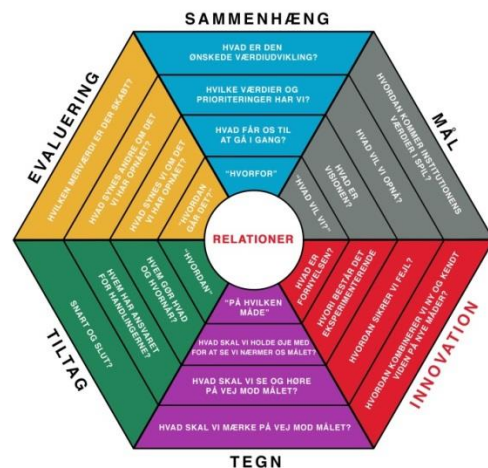 SAMMENHÆNG
HVAD ER DEN
ØNSKEDE VÆRDIUDVIKLING?
HVILKE VÆRDIER OG
PRIORITERINGER HAR VI?
HVAD FÅR OS TIL
AT GÅ I GANG?
"HVORFOR"
MÅL
HVORDAN KOMMER INSTITUTIONENS
VÆRDIER I SPIL?
HVAD VIL VI OPNÅ?
HVAD ER
VISIONEN?
"HVAD VIL VI?"
INNOVATION
HVAD ER
FORNYELSEN?
HVORI BESTÅR DET
EKSPERIMENTERENDE
HVORDAN SIKRER VI FEJL?
HVORDAN KOMBINERER VI NY OG KENDT
VIDEN PÅ NYE MÅDER?
RELATIONER
"PÅ HVILKEN
MÅDE"
HVAD SKAL VI HOLDE ØJE MED
FOR AT SE VI NÆRMER OS MÅLET?
HVAD SKAL VI SE OG HØRE
PÅ VEJ MOD MÅLET?
HVAD SKAL VI MÆRKE PÅ VEJ MOD MÅLET?
TEGN
TILTAG
"HVORDAN"
HVEM GØR HVAD
OG HVORNÅR?
HVEM HAR ANSVARET
FOR HANDLINGERNE?
SNART OG SLUT?
EVALUERING
HVILKEN MERVÆRDI ER DER SKABT?
HVAD SYNES ANDRE OM DET
VI HAR OPNÅET?
HVAD SYNES VI OM DET
VI HAR OPNÅET?
"HVORDAN
GÅR DET?"